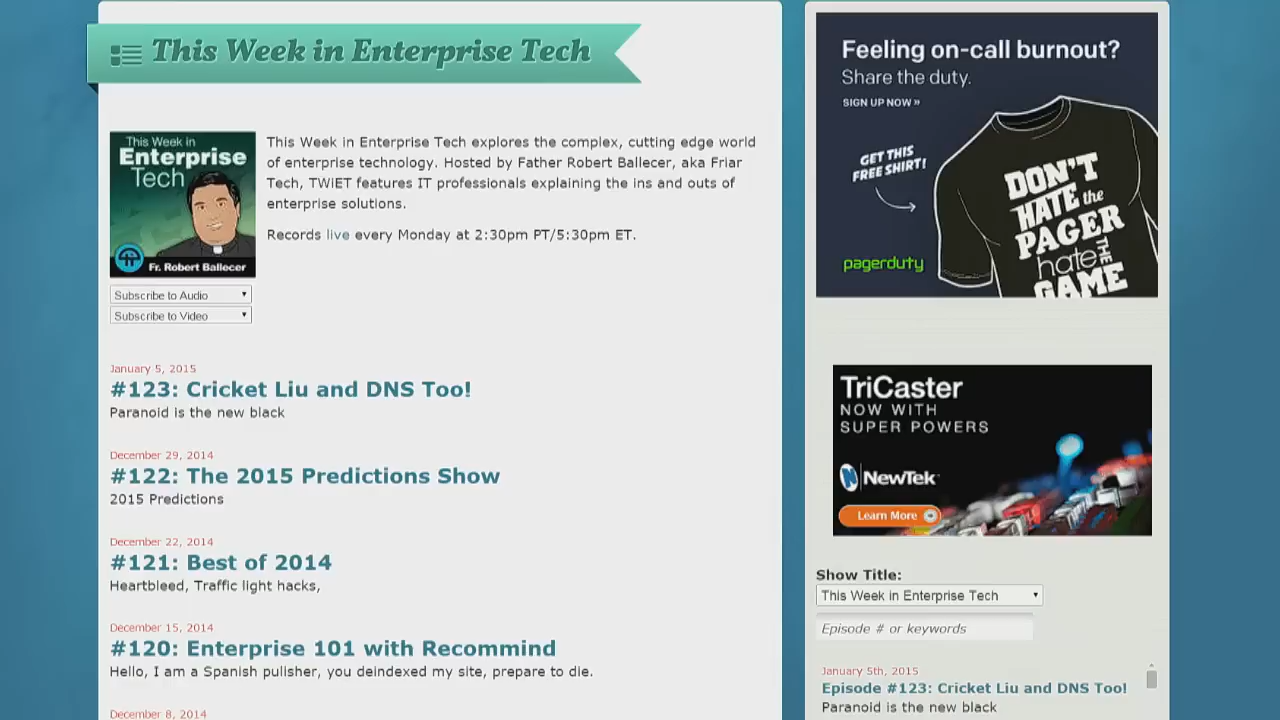 This Week in Enterprise Tech
This Week in
Enterprise
Tech
Fr. Robert Ballecer
This Week in Enterprise Tech explores the complex, cutting edge world
of enterprise technology. Hosted by Father Robert Ballecer, aka Friar
Tech, TWiET features IT professionals explaining the ins and outs of
enterprise solutions.
Records live every Monday at 2:30pm PT/5:30pm ET.
Subscribe to Audio
Subscribe to Video
January 5, 2015
#123: Cricket Liu and DNS Too!
Paranoid is the new black
December 29, 2014
#122: The 2015 Predictions Show
2015 Predictions
December 22, 2014
#121: Best of 2014
Heartbleed, Traffic light hacks,
December 15, 2014
#120: Enterprise 101 with Recommind
Hello, I am a Spanish pulisher, you deindexed my site, prepare to die.
December 8, 2014
Feeling on-call burnout?
Share the duty.
SIGN UP NOW »
GET THIS
FREE SHIRT!
DON'T
HATE the
PAGER
hate THE
GAME
pagerduty
TriCaster
NOW WITH
SUPER POWERS
NewTek
Learn More
Show Title:
This Week in Enterprise Tech
Episode # or keywords
January 5th, 2015
Episode #123: Cricket Liu and DNS Too!
Paranoid is the new black